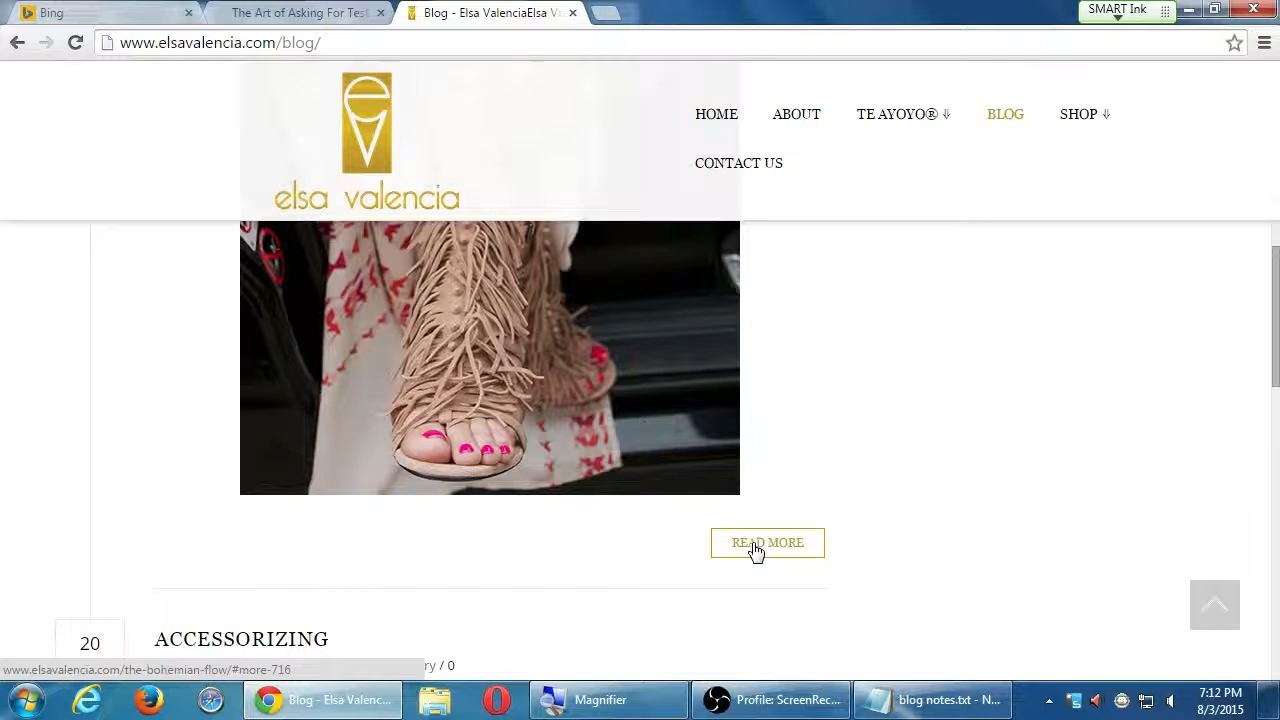 Bing
The Art of Asking For Test
Blog - Elsa ValenciaElsa Va
SMART Ink
www.elsavalencia.com/blog/
HOME ABOUT TE AYOYO® ⇓ BLOG SHOP ⇓
CONTACT US
elsa valencia
READ MORE
20
ACCESSORIZING
ry / 0
www.elsavalencia.com/the-bohemian-flow/#more-716
Blog - Elsa Valenc...
Magnifier
Profile: ScreenRec...
blog notes.txt - N...
7:12 PM
8/3/2015